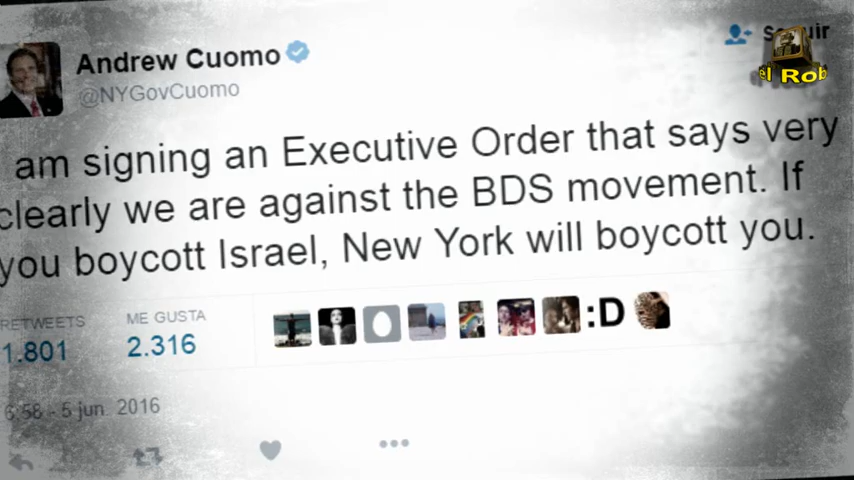 Andrew Cuomo
@NYGovCuomo
el Rob
am signing an Executive Order that says very
clearly we are against the BDS movement. If
you boycott Israel, New York will boycott you.
RETWEETS ME GUSTA
1.801 2.316
:D
6:58 - 5 jun. 2016